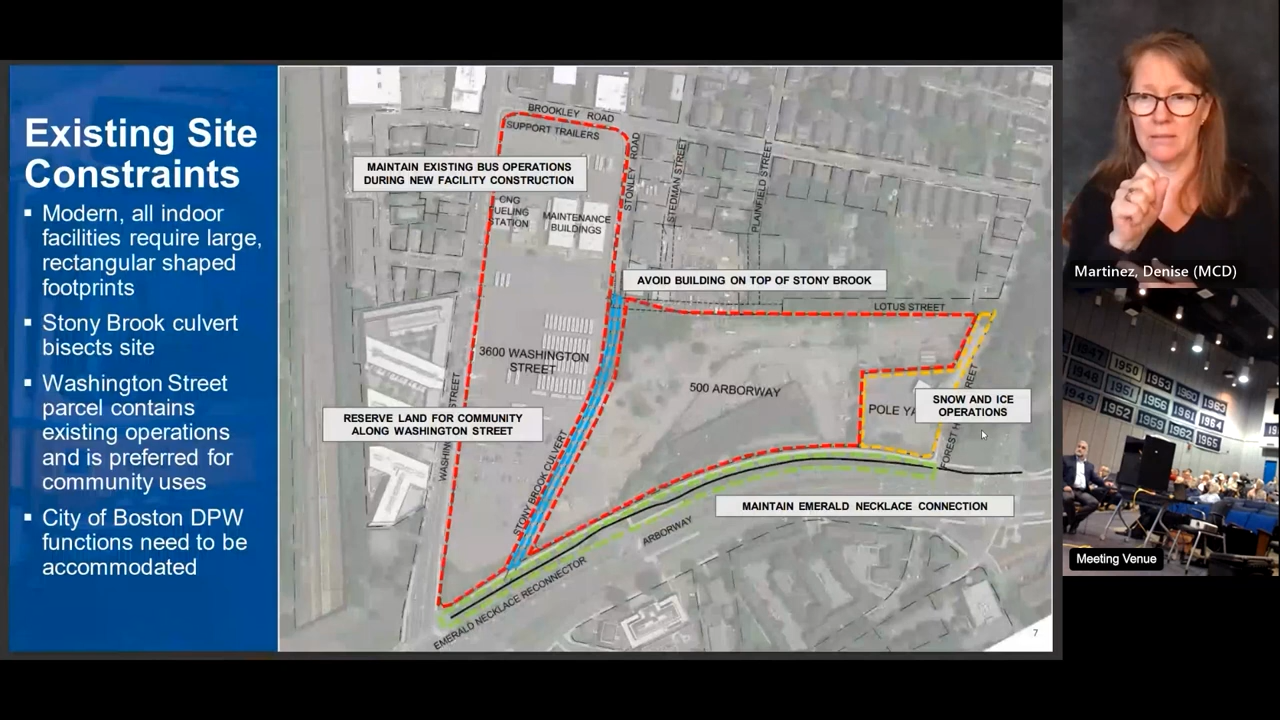 Existing Site
Constraints
▪ Modern, all indoor
facilities require large,
rectangular shaped
footprints
▪ Stony Brook culvert
bisects site
▪ Washington Street
parcel contains
existing operations
and is preferred for
community uses
▪ City of Boston DPW
functions need to be
accommodated
BROOKLEY ROAD
SUPPORT TRAILERS
MAINTAIN EXISTING BUS OPERATIONS
DURING NEW FACILITY CONSTRUCTION
STONLEY ROAD
STEDMAN STREET
PLAINFIELD STREET
CNG
FUELING
STATION
MAINTENANCE
BUILDINGS
AVOID BUILDING ON TOP OF STONY BROOK
LOTUS STREET
3600 WASHINGTON
STREET
500 ARBORWAY
POLE YA
SNOW AND ICE
OPERATIONS
RESERVE LAND FOR COMMUNITY
ALONG WASHINGTON STREET
STREET
STONY BROOK CULVERT
MAINTAIN EMERALD NECKLACE CONNECTION
ARBORWAY
EMERALD NECKLACE RECONNECTOR
7
Martinez, Denise (MCD)
1947
1950
1953
1960
1963
1948
1951
1956
1961
1964
1949
1952
1959
1962
1965
Meeting Venue